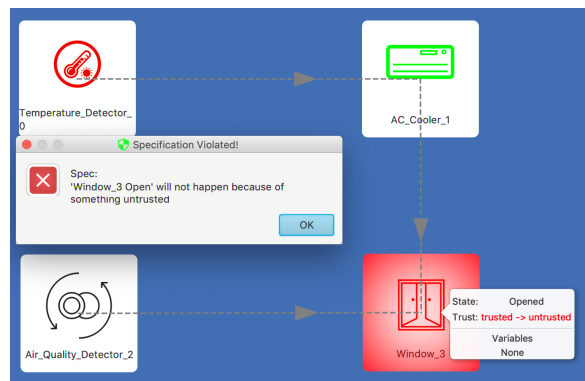 Temperature_Detector_
0
AC_Cooler_1
Specification Violated!
Spec:
'Window_3 Open' will not happen because of
something untrusted
OK
Air_Quality_Detector_2
Window_3
State: Opened
Trust: trusted -> untrusted
Variables
None